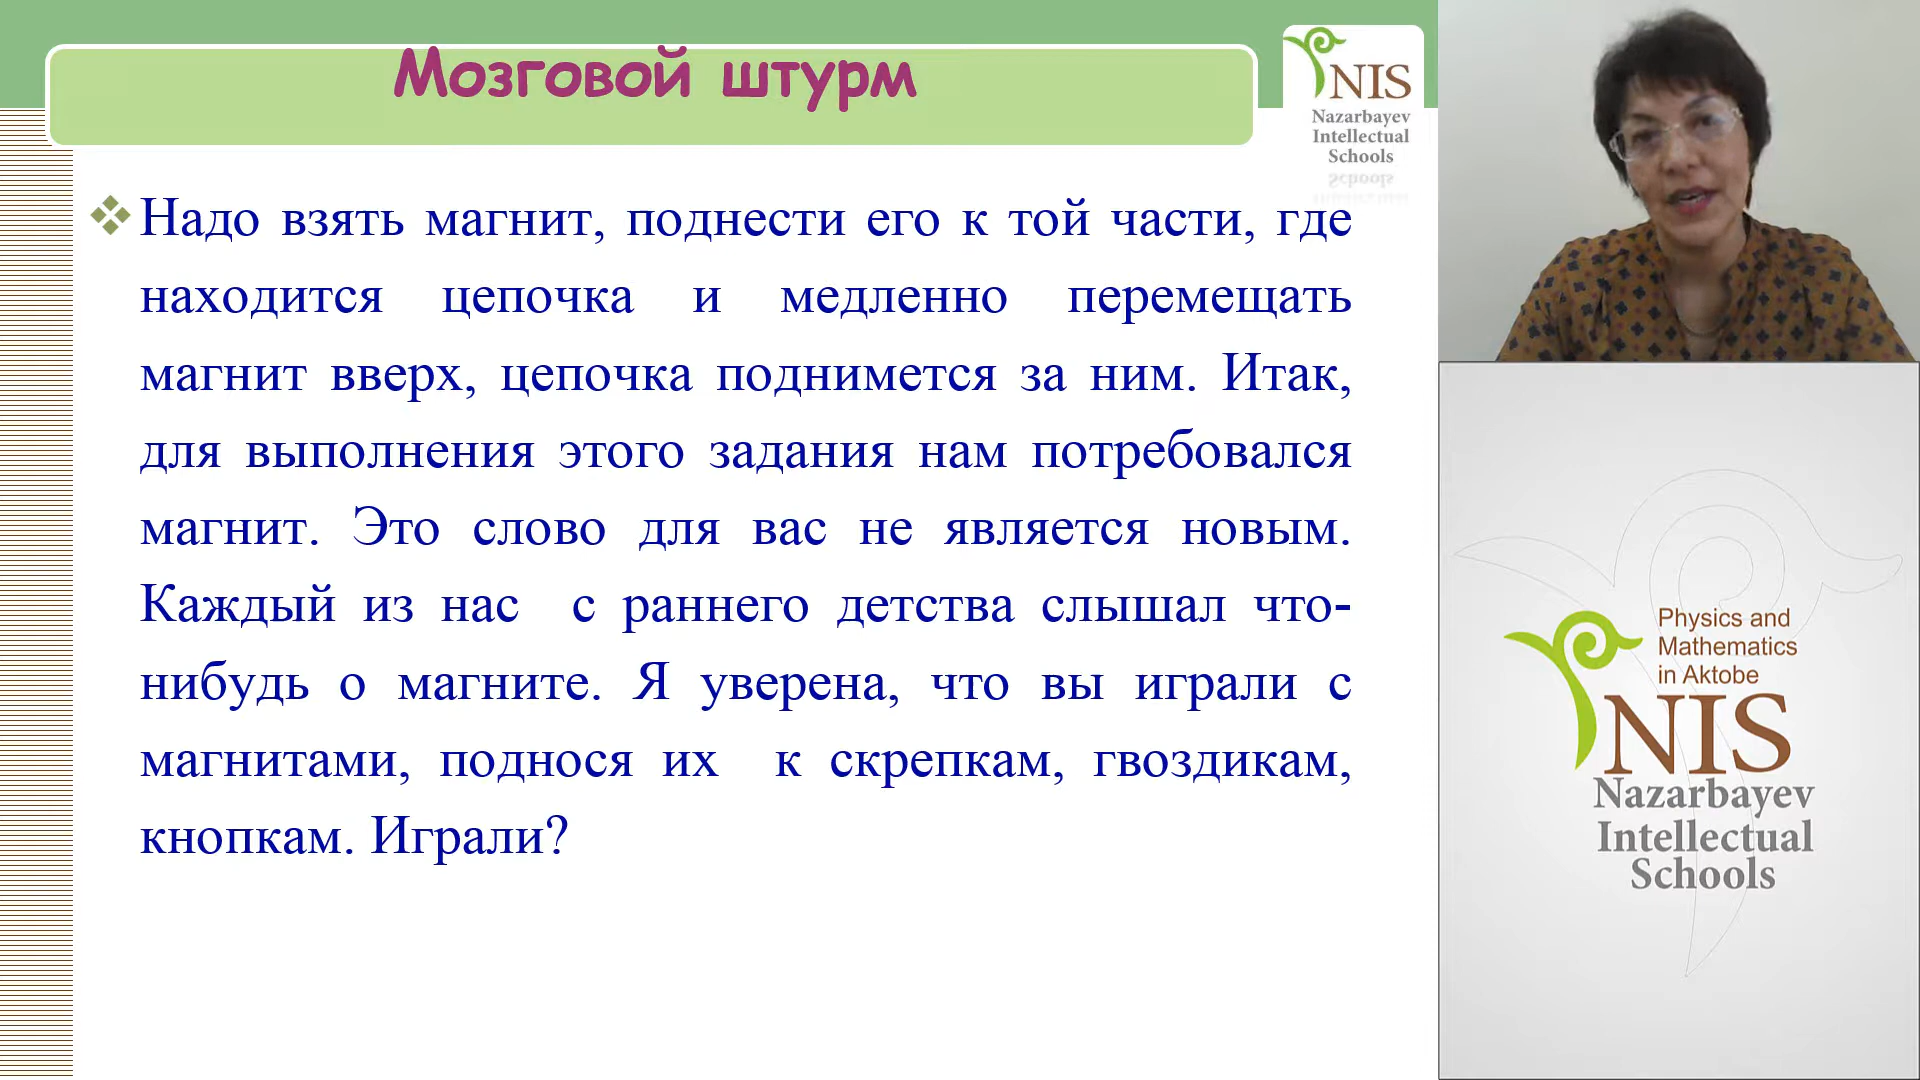 Мозговой штурм
NIS
Nazarbayev
Intellectual
Schools
Надо взять магнит, поднести его к той части, где
находится цепочка и медленно перемещать
магнит вверх, цепочка поднимется за ним. Итак,
для выполнения этого задания нам потребовался
магнит. Это слово для вас не является новым.
Каждый из нас с раннего детства слышал что-
нибудь о магните. Я уверена, что вы играли с
магнитами, поднося их к скрепкам, гвоздикам,
кнопкам. Играли?
Physics and
Mathematics
in Aktobe
NIS
Nazarbayev
Intellectual
Schools